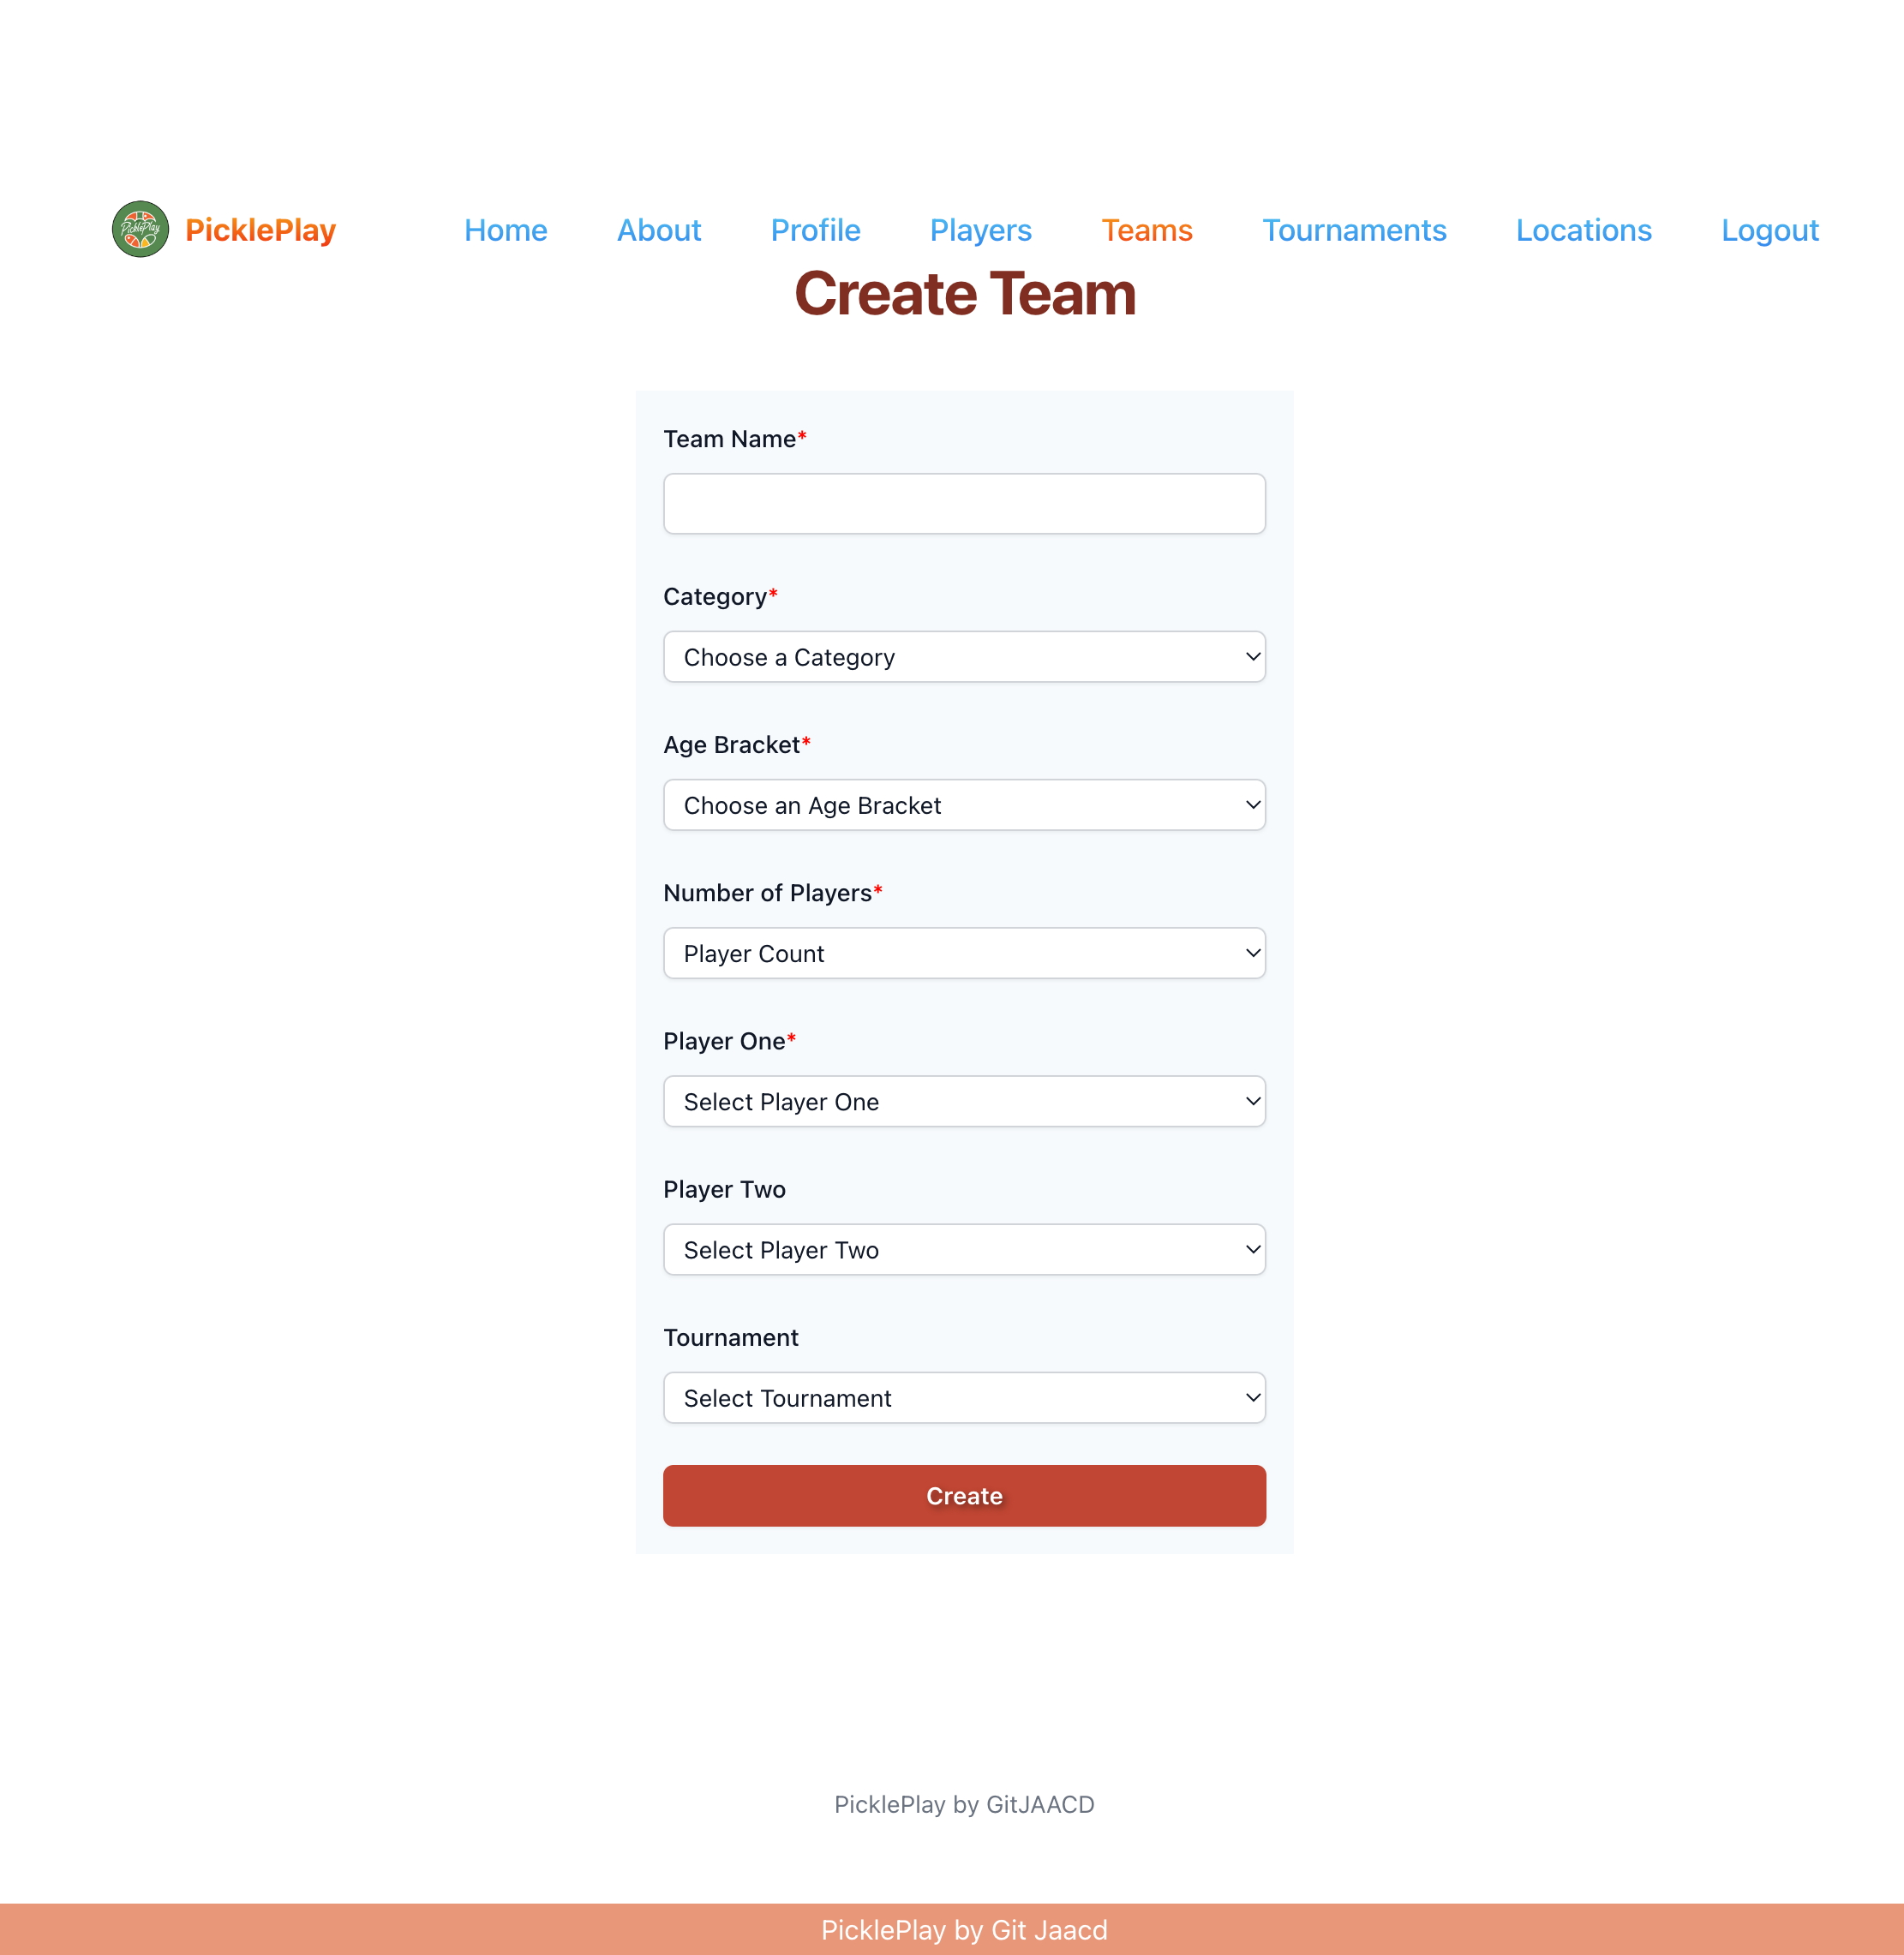 PicklePlay PicklePlay Home About Profile Players Teams Tournaments Locations Logout
Create Team
Team Name*
Category*
Choose a Category
Age Bracket*
Choose an Age Bracket
Number of Players*
Player Count
Player One*
Select Player One
Player Two
Select Player Two
Tournament
Select Tournament
Create
PicklePlay by GitJAACD
PicklePlay by Git Jaacd